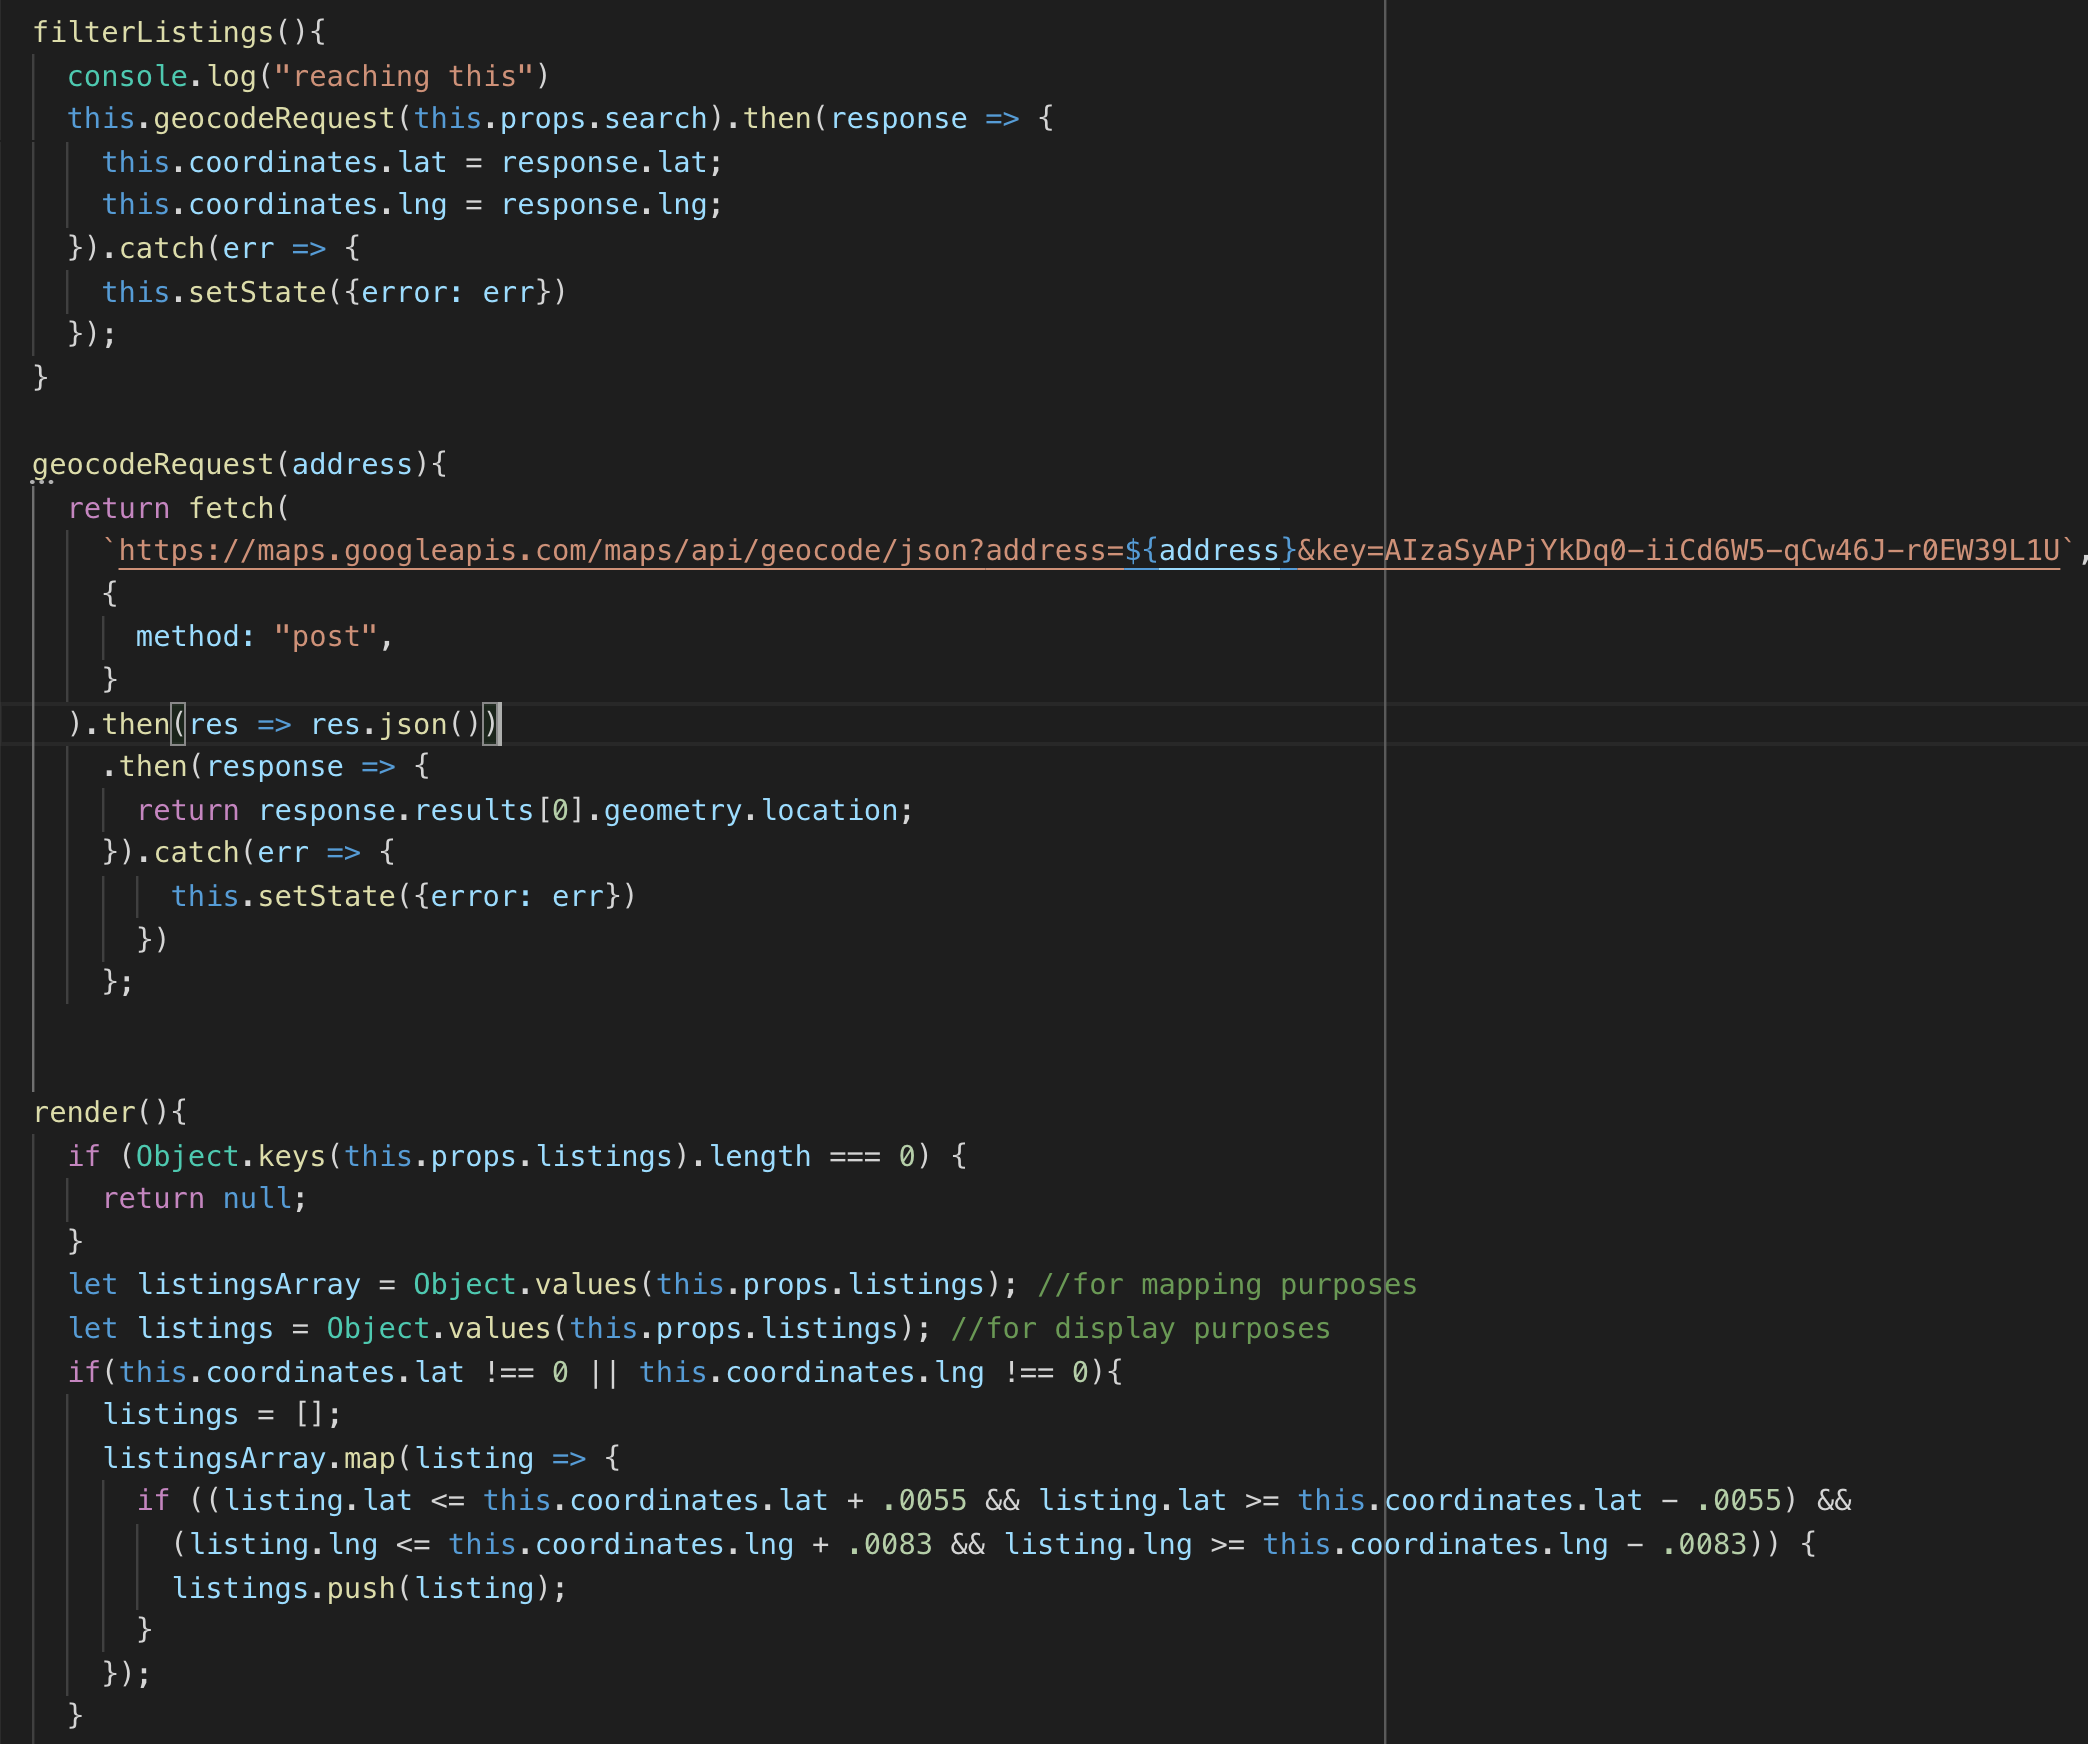 filterListings(){
  console.log("reaching this")
  this.geocodeRequest(this.props.search).then(response => {
    this.coordinates.lat = response.lat;
    this.coordinates.lng = response.lng;
  }).catch(err => {
    this.setState({error: err})
  });
}

geocodeRequest(address){
  return fetch(
    `https://maps.googleapis.com/maps/api/geocode/json?address=${address}&key=AIzaSyAPjYkDq0-iiCd6W5-qCw46J-r0EW39L1U`,
    {
      method: "post",
    }
  ).then(res => res.json())
    .then(response => {
      return response.results[0].geometry.location;
    }).catch(err => {
        this.setState({error: err})
      })
    };

render(){
  if (Object.keys(this.props.listings).length === 0) {
    return null;
  }
  let listingsArray = Object.values(this.props.listings); //for mapping purposes
  let listings = Object.values(this.props.listings); //for display purposes
  if(this.coordinates.lat !== 0 || this.coordinates.lng !== 0){
    listings = [];
    listingsArray.map(listing => {
      if ((listing.lat <= this.coordinates.lat + .0055 && listing.lat >= this.coordinates.lat - .0055) &&
        (listing.lng <= this.coordinates.lng + .0083 && listing.lng >= this.coordinates.lng - .0083)) {
        listings.push(listing);
      }
    });
  }